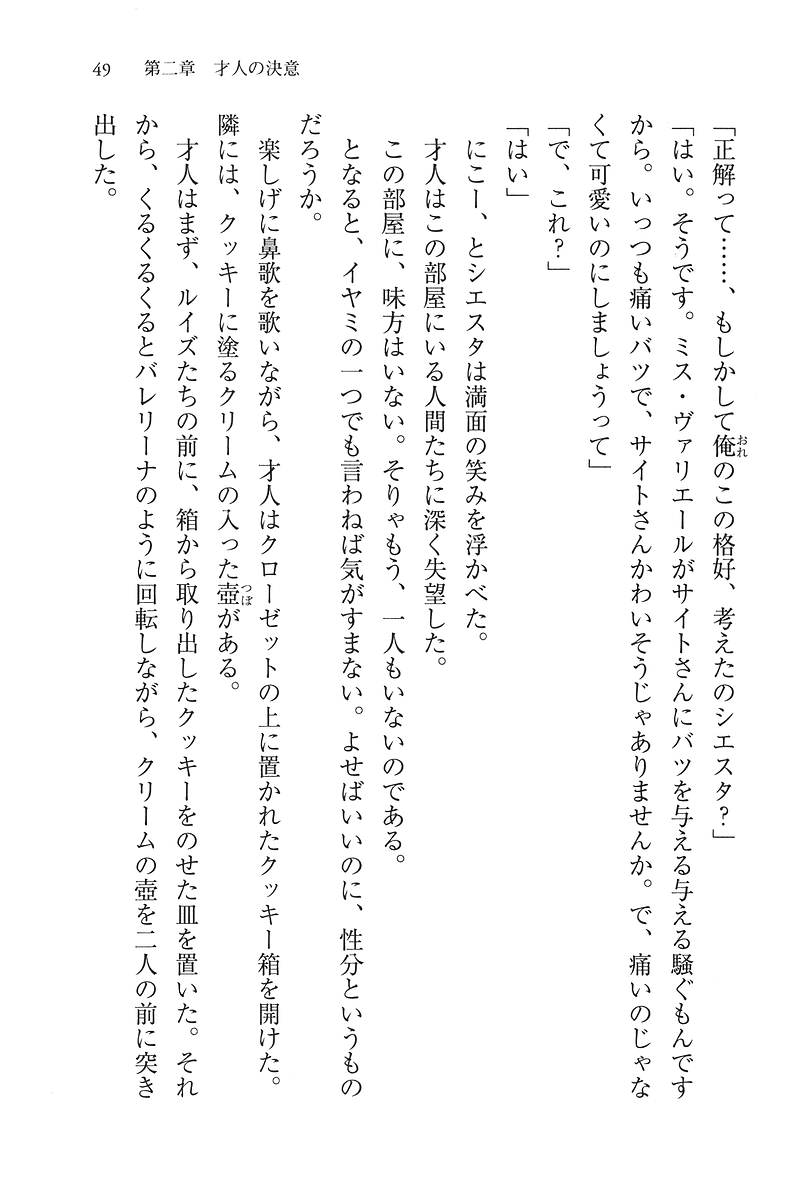 49　第二章　才人の決意
「正解って……、もしかして俺のこの格好、考えたのシエスタ？」
「はい。そうです。ミス・ヴァリエールがサイトさんにバツを与える与える騒ぐもんです
から。いっつも痛いバツで、サイトさんかわいそうじゃありませんか。で、痛いのじゃな
くて可愛いのにしましょうって」
「で、これ？」
「はい」
　にこー、とシエスタは満面の笑みを浮かべた。
　才人はこの部屋にいる人間たちに深く失望した。
　この部屋に、味方はいない。そりゃもう、一人もいないのである。
　となると、イヤミの一つでも言わねば気がすまない。よせばいいのに、性分というもの
だろうか。
　楽しげに鼻歌を歌いながら、才人はクローゼットの上に置かれたクッキー箱を開けた。
隣には、クッキーに塗るクリームの入った壺がある。
　才人はまず、ルイズたちの前に、箱から取り出したクッキーをのせた皿を置いた。それ
から、くるくるくるとバレリーナのように回転しながら、クリームの壺を二人の前に突き
出した。